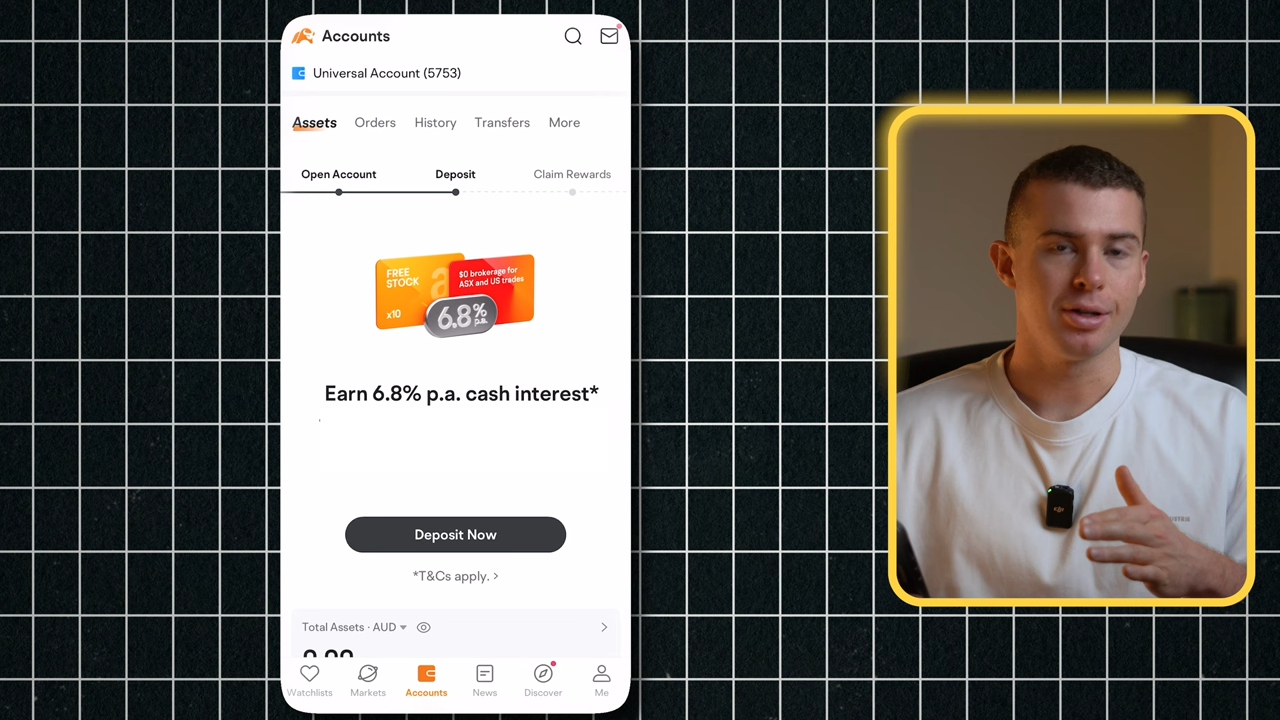 Accounts
Universal Account (5753)
Assets Orders History Transfers More
Open Account Deposit Claim Rewards
FREE
STOCK
x10
$0 brokerage for
ASX and US trades
6.8%
p.a.
Earn 6.8% p.a. cash interest*
Deposit Now
*T&Cs apply. >
Total Assets · AUD
Watchlists Markets Accounts News Discover Me
dji